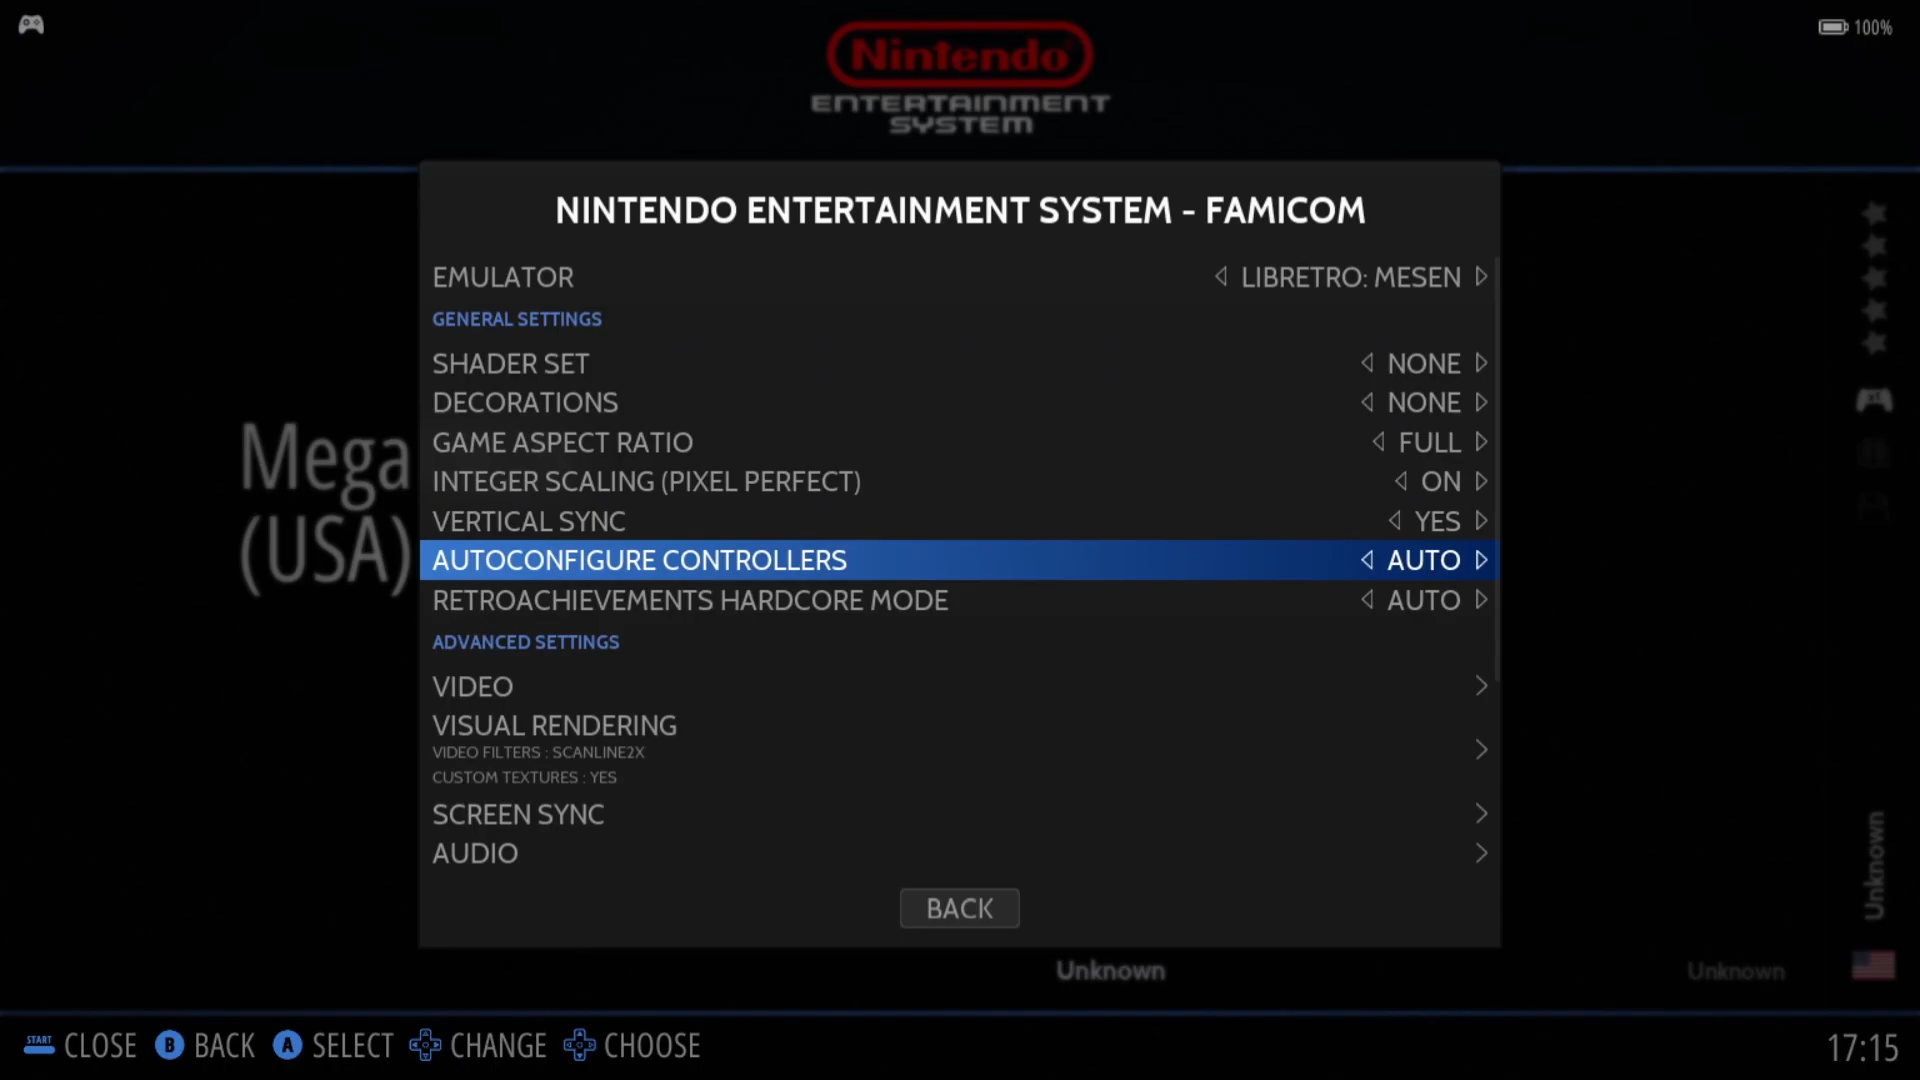 100%
Nintendo
ENTERTAINMENT
SYSTEM
NINTENDO ENTERTAINMENT SYSTEM - FAMICOM
EMULATOR LIBRETRO: MESEN
GENERAL SETTINGS
SHADER SET NONE
DECORATIONS NONE
GAME ASPECT RATIO FULL
INTEGER SCALING (PIXEL PERFECT) ON
VERTICAL SYNC YES
AUTOCONFIGURE CONTROLLERS AUTO
RETROACHIEVEMENTS HARDCORE MODE AUTO
ADVANCED SETTINGS
VIDEO
VISUAL RENDERING
VIDEO FILTERS : SCANLINE2X
CUSTOM TEXTURES : YES
SCREEN SYNC
AUDIO
BACK
Mega
(USA)
Unknown
Unknown
Unknown
START CLOSE B BACK A SELECT CHANGE CHOOSE
17:15